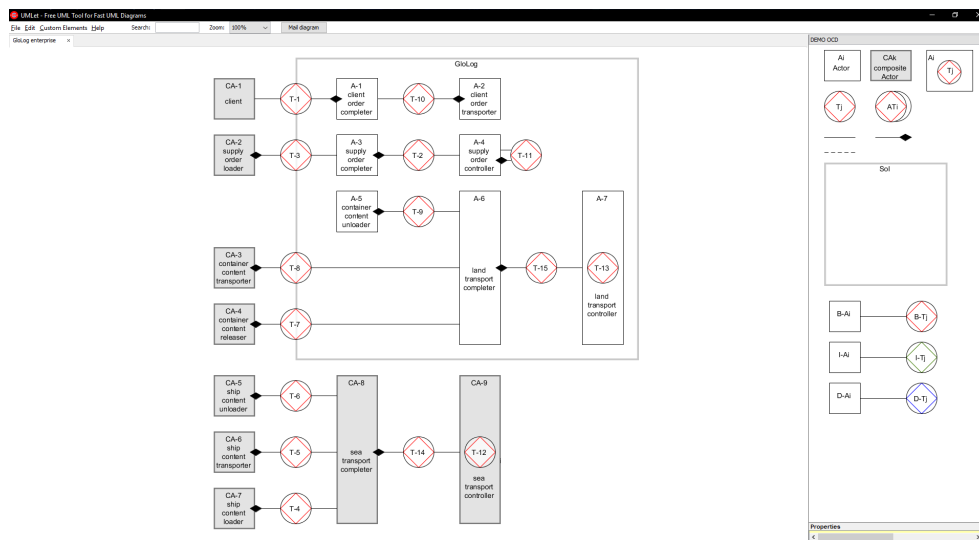 UMLet - Free UML Tool for Fast UML Diagrams
File Edit Custom Elements Help Search: Zoom: 100% Mail diagram
GloLog enterprise ×
DEMO OCD
GloLog
CA-1
client
T-1
A-1
client
order
completer
T-10
A-2
client
order
transporter
CA-2
supply
order
loader
T-3
A-3
supply
order
completer
T-2
A-4
supply
order
controller
T-11
A-5
container
content
unloader
T-9
A-6
land
transport
completer
A-7
T-15
T-13
land
transport
controller
CA-3
container
content
transporter
T-8
CA-4
container
content
releaser
T-7
CA-5
ship
content
unloader
T-6
CA-8
sea
transport
completer
CA-9
CA-6
ship
content
transporter
T-5
T-14
T-12
sea
transport
controller
CA-7
ship
content
loader
T-4
Ai
Actor
CAk
composite
Actor
Ai
Tj
Tj
ATi
SoI
B-Ai
B-Tj
I-Ai
I-Tj
D-Ai
D-Tj
Properties